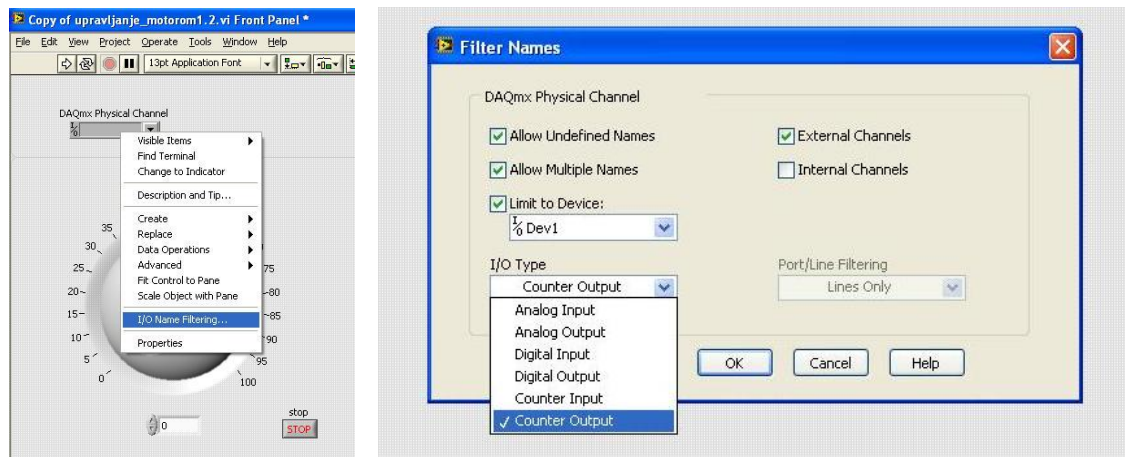 Copy of upravljanje_motorom1.2.vi Front Panel *
File Edit View Project Operate Tools Window Help
13pt Application Font
DAQmx Physical Channel
Visible Items
Find Terminal
Change to Indicator
Description and Tip...
Create
Replace
Data Operations
Advanced
Fit Control to Pane
Scale Object with Pane
I/O Name Filtering...
Properties
35
30
25
75
20
80
15
85
10
90
5
95
0
100
0
stop
STOP
Filter Names
DAQmx Physical Channel
Allow Undefined Names
External Channels
Allow Multiple Names
Internal Channels
Limit to Device:
I/O Dev1
I/O Type
Port/Line Filtering
Counter Output
Lines Only
Analog Input
Analog Output
Digital Input
Digital Output
Counter Input
Counter Output
OK Cancel Help